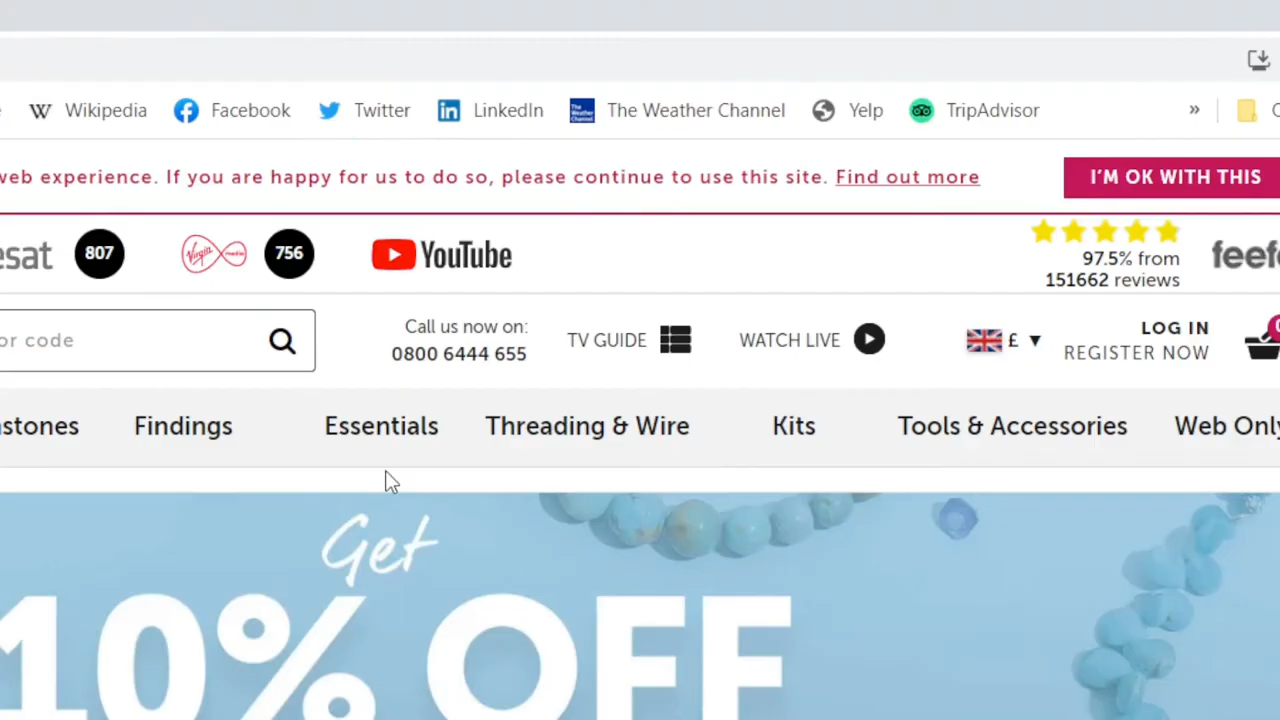 Wikipedia Facebook Twitter LinkedIn The Weather Channel Yelp TripAdvisor »
web experience. If you are happy for us to do so, please continue to use this site. Find out more I'M OK WITH THIS
esat 807 Virgin media 756 YouTube
97.5% from
151662 reviews
feefo
or code
Call us now on:
0800 6444 655
TV GUIDE
WATCH LIVE
£ ▼
LOG IN
REGISTER NOW
stones Findings Essentials Threading & Wire Kits Tools & Accessories Web Only
Get
10% OFF